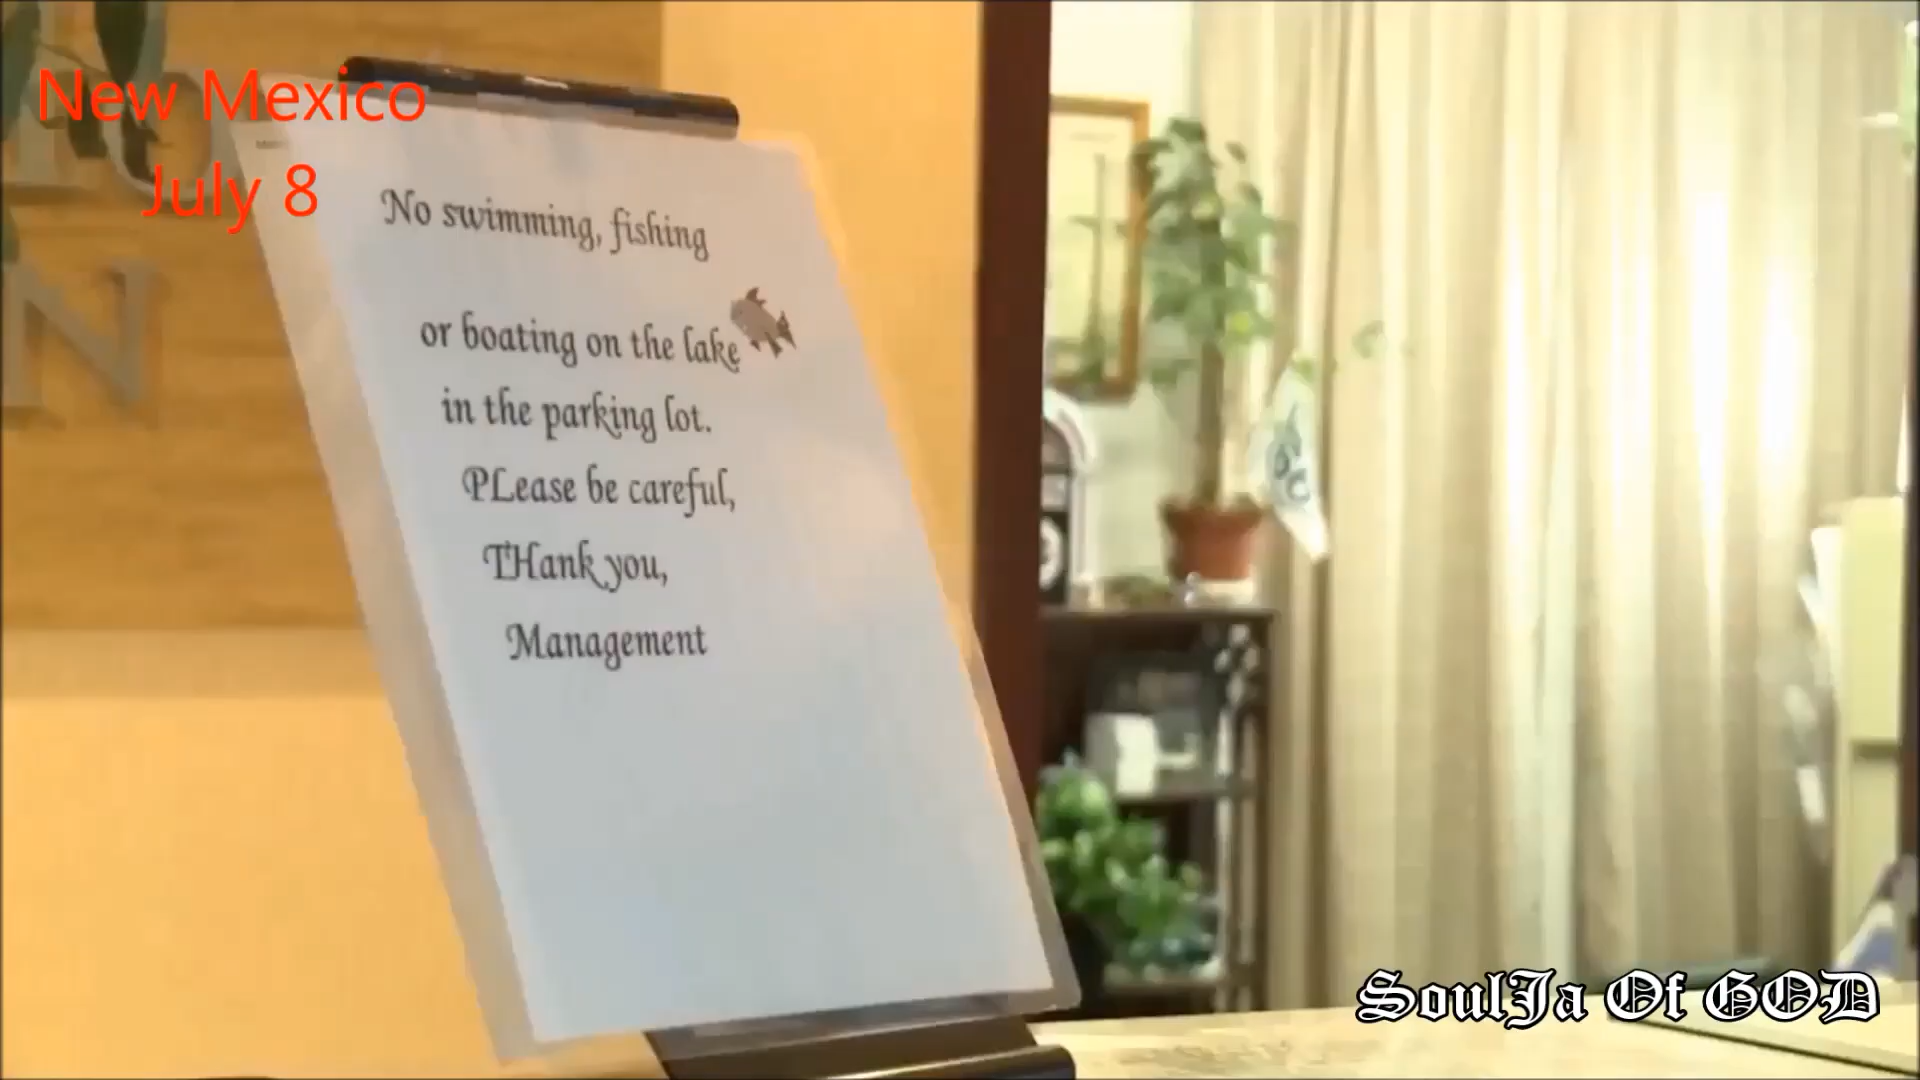 New Mexico
July 8
No swimming, fishing
or boating on the lake
in the parking lot.
PLease be careful,
THank you,
Management
N
SoulJa Of GOD